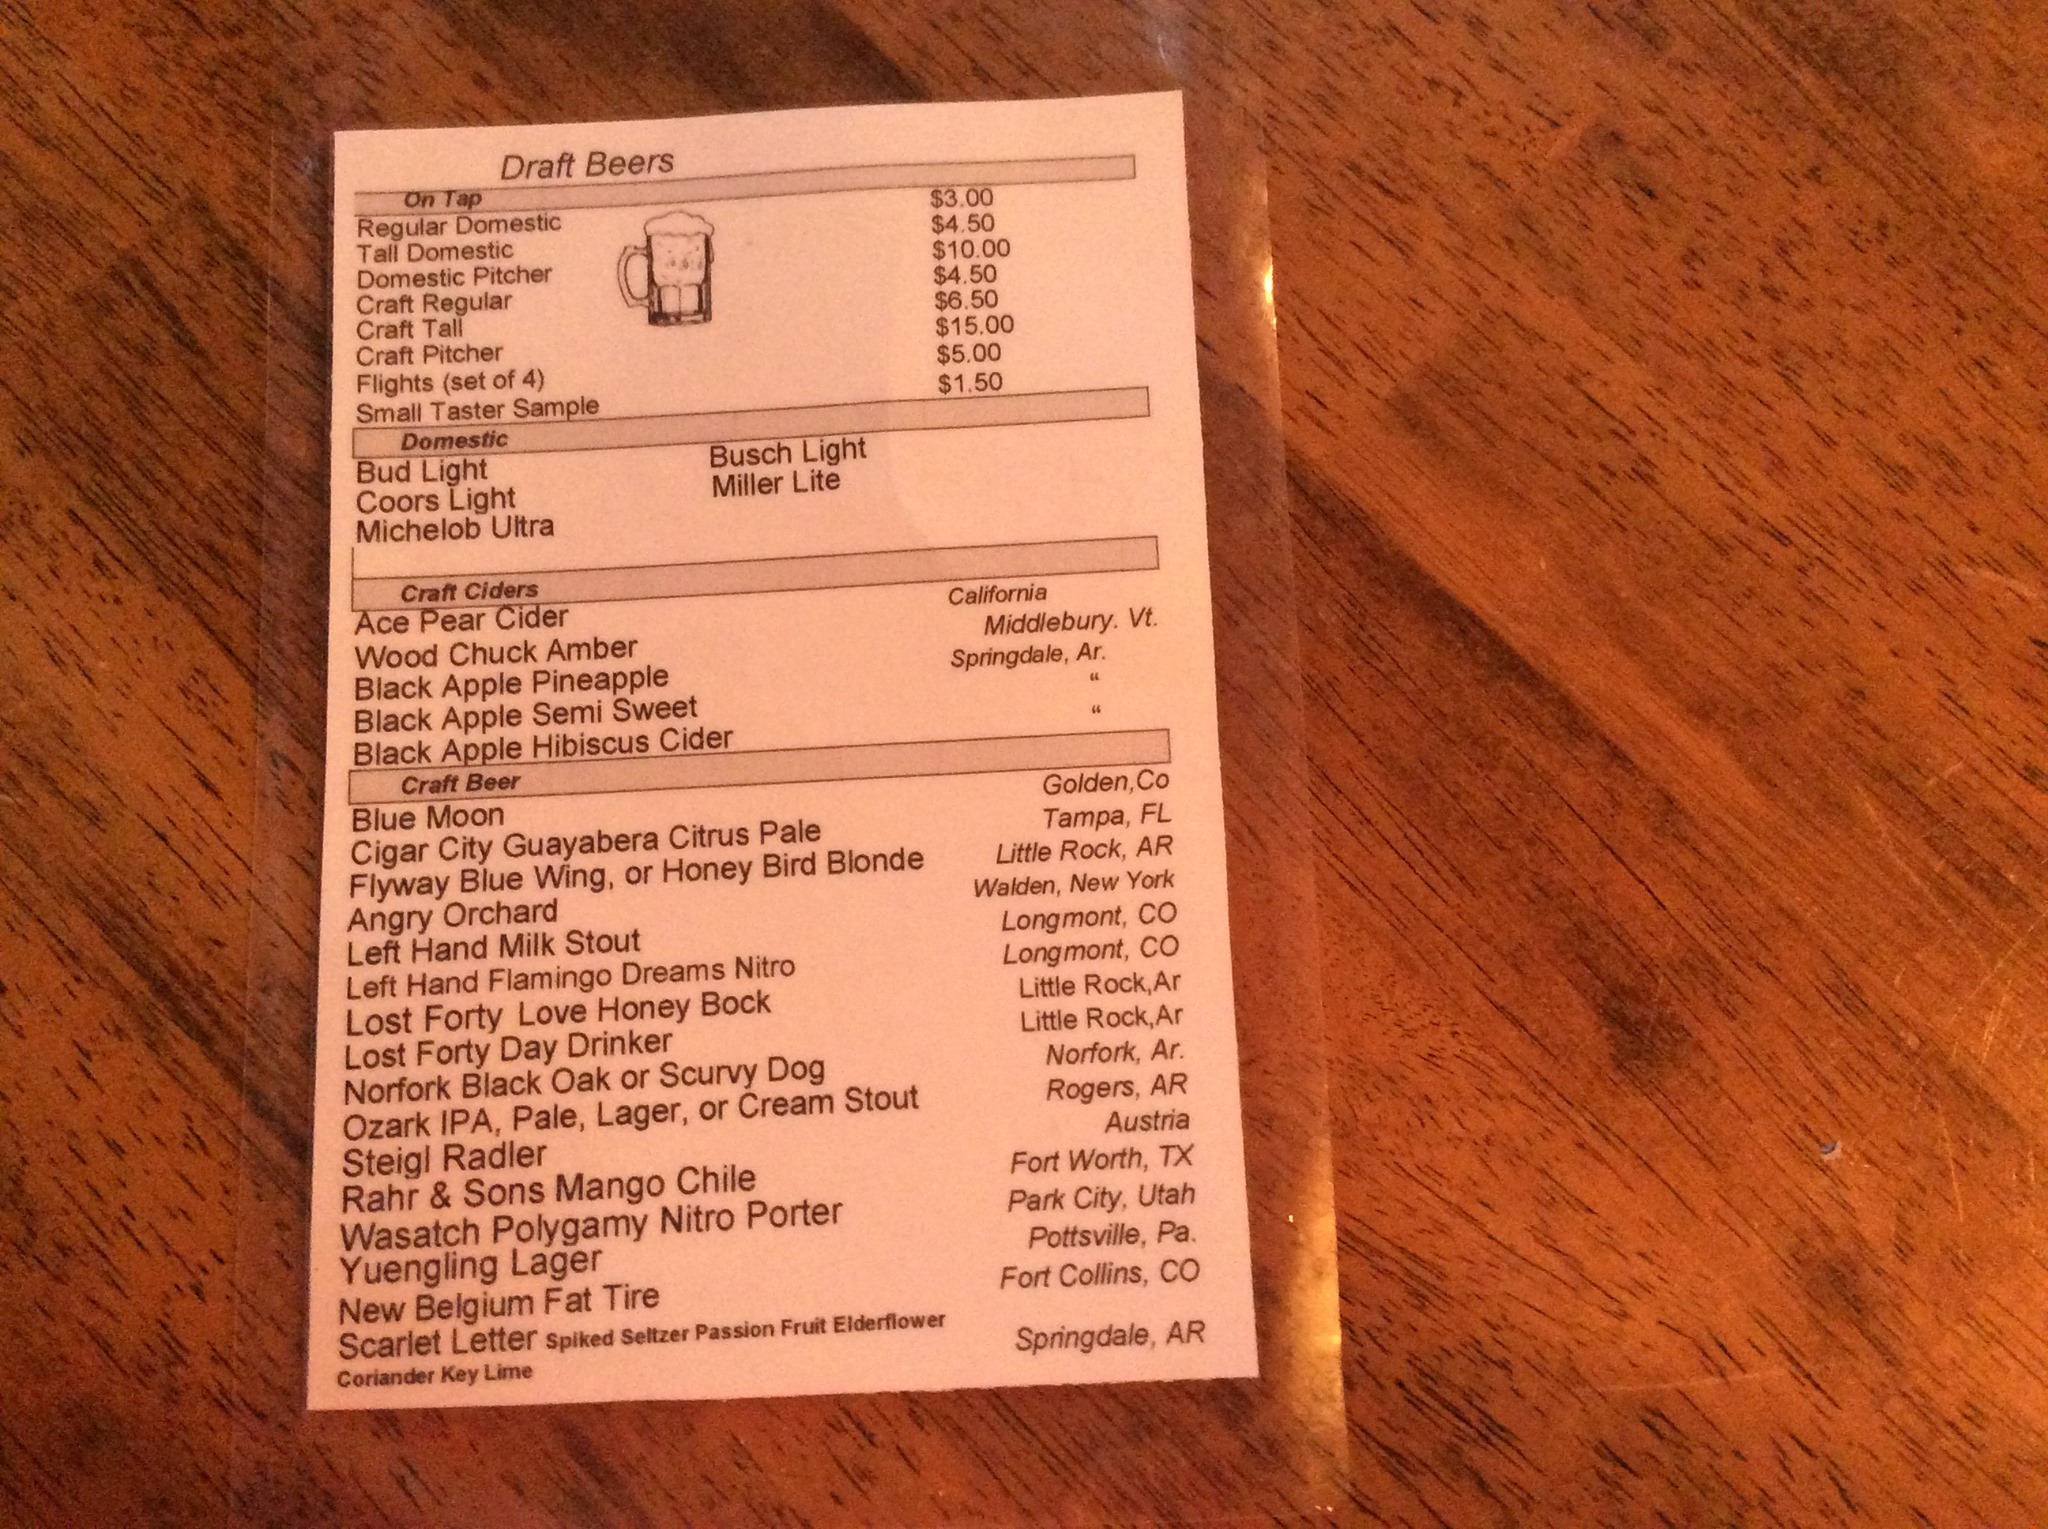 Draft Beers
On Tap
Regular Domestic $3.00
Tall Domestic $4.50
Domestic Pitcher $10.00
Craft Regular $4.50
Craft Tall $6.50
Craft Pitcher $15.00
Flights (set of 4) $5.00
Small Taster Sample $1.50
Domestic
Bud Light Busch Light
Coors Light Miller Lite
Michelob Ultra
Craft Ciders
Ace Pear Cider California
Wood Chuck Amber Middlebury. Vt.
Black Apple Pineapple Springdale, Ar.
Black Apple Semi Sweet “
Black Apple Hibiscus Cider “
Craft Beer
Blue Moon Golden,Co
Cigar City Guayabera Citrus Pale Tampa, FL
Flyway Blue Wing, or Honey Bird Blonde Little Rock, AR
Angry Orchard Walden, New York
Left Hand Milk Stout Longmont, CO
Left Hand Flamingo Dreams Nitro Longmont, CO
Lost Forty Love Honey Bock Little Rock,Ar
Lost Forty Day Drinker Little Rock,Ar
Norfork Black Oak or Scurvy Dog Norfork, Ar.
Ozark IPA, Pale, Lager, or Cream Stout Rogers, AR
Steigl Radler Austria
Rahr & Sons Mango Chile Fort Worth, TX
Wasatch Polygamy Nitro Porter Park City, Utah
Yuengling Lager Pottsville, Pa.
New Belgium Fat Tire Fort Collins, CO
Scarlet Letter Spiked Seltzer Passion Fruit Elderflower Springdale, AR
Coriander Key Lime